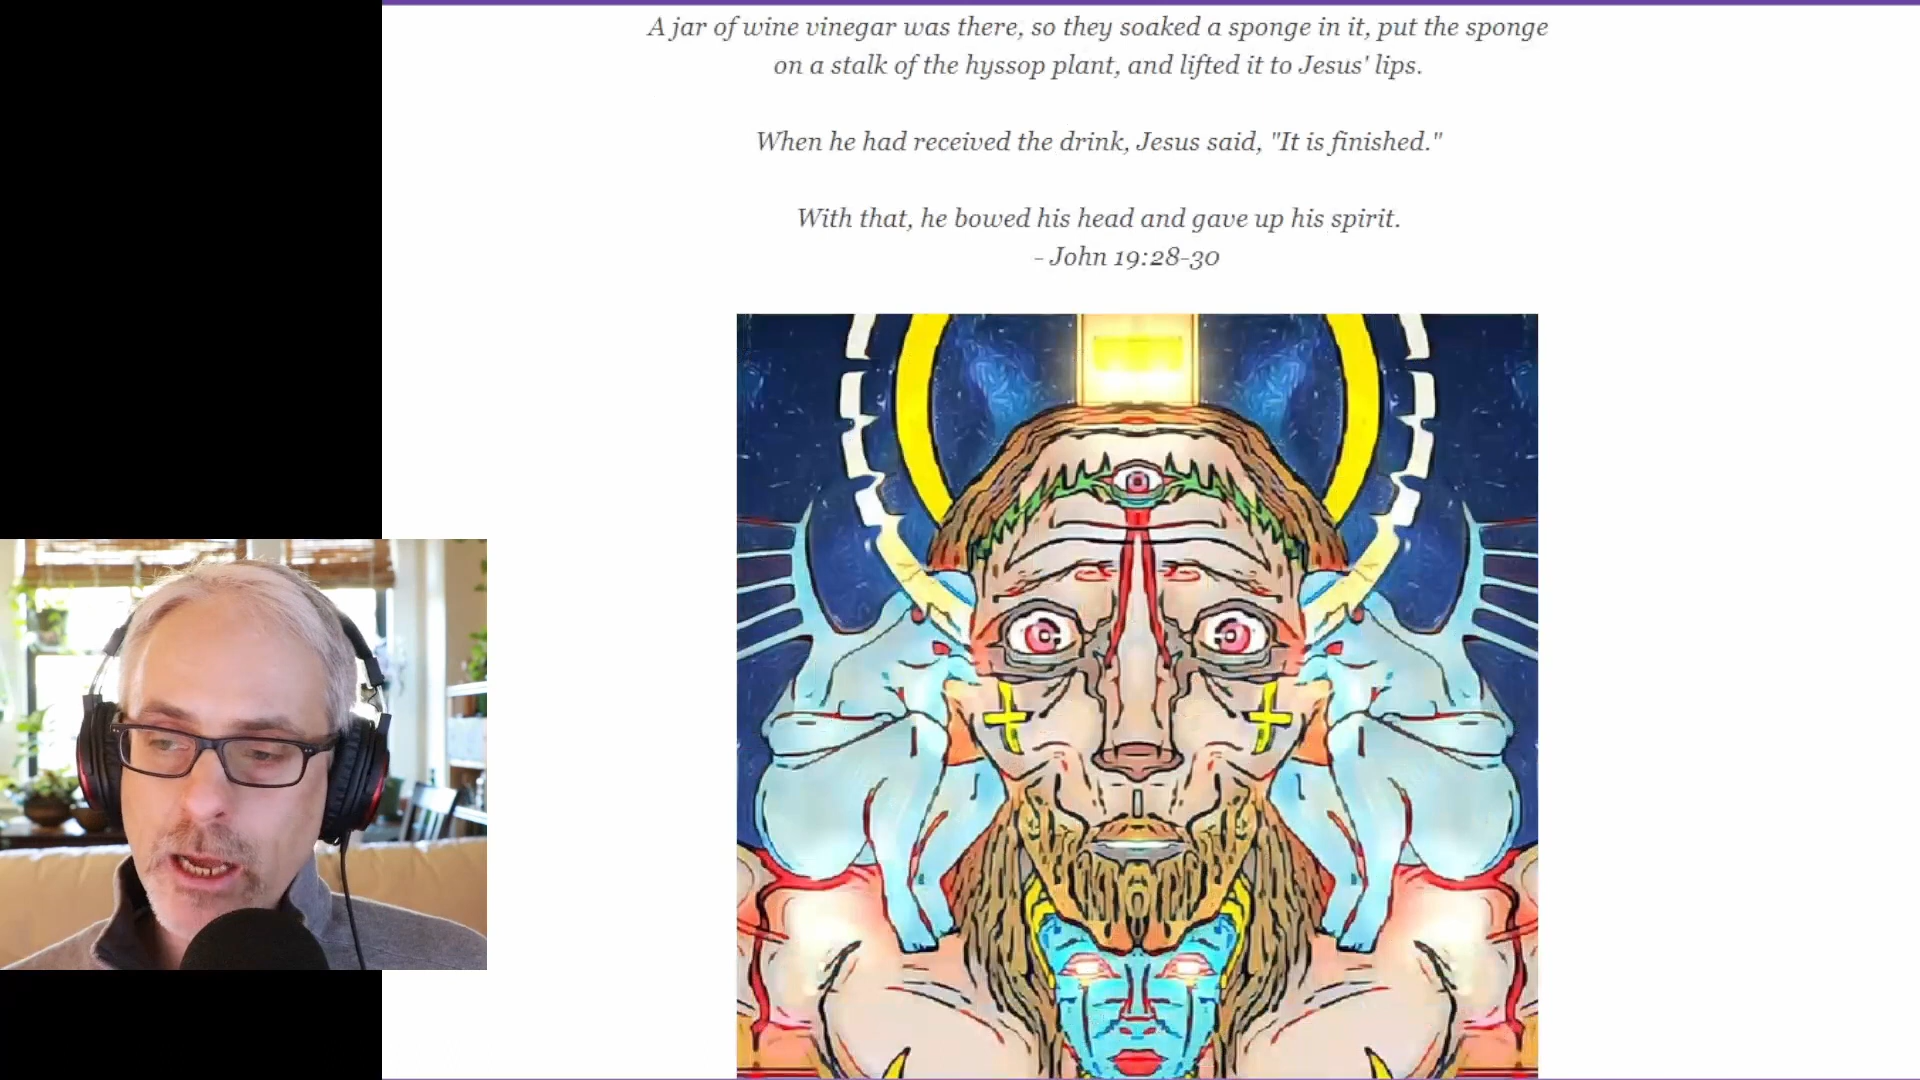 A jar of wine vinegar was there, so they soaked a sponge in it, put the sponge
on a stalk of the hyssop plant, and lifted it to Jesus' lips.
When he had received the drink, Jesus said, "It is finished."
With that, he bowed his head and gave up his spirit.
- John 19:28-30